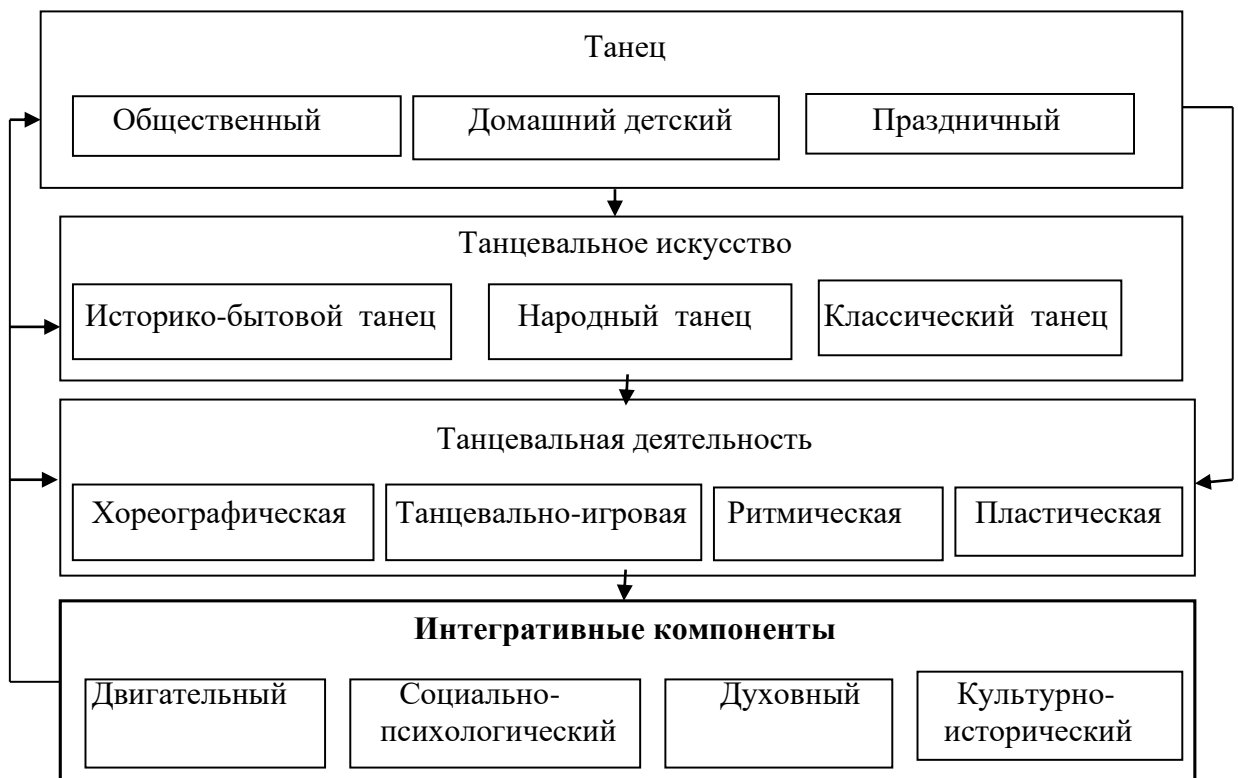 Танец
Общественный Домашний детский Праздничный
Танцевальное искусство
Историко-бытовой танец Народный танец Классический танец
Танцевальная деятельность
Хореографическая Танцевально-игровая Ритмическая Пластическая
Интегративные компоненты
Двигательный Социально- Духовный Культурно-
психологический исторический